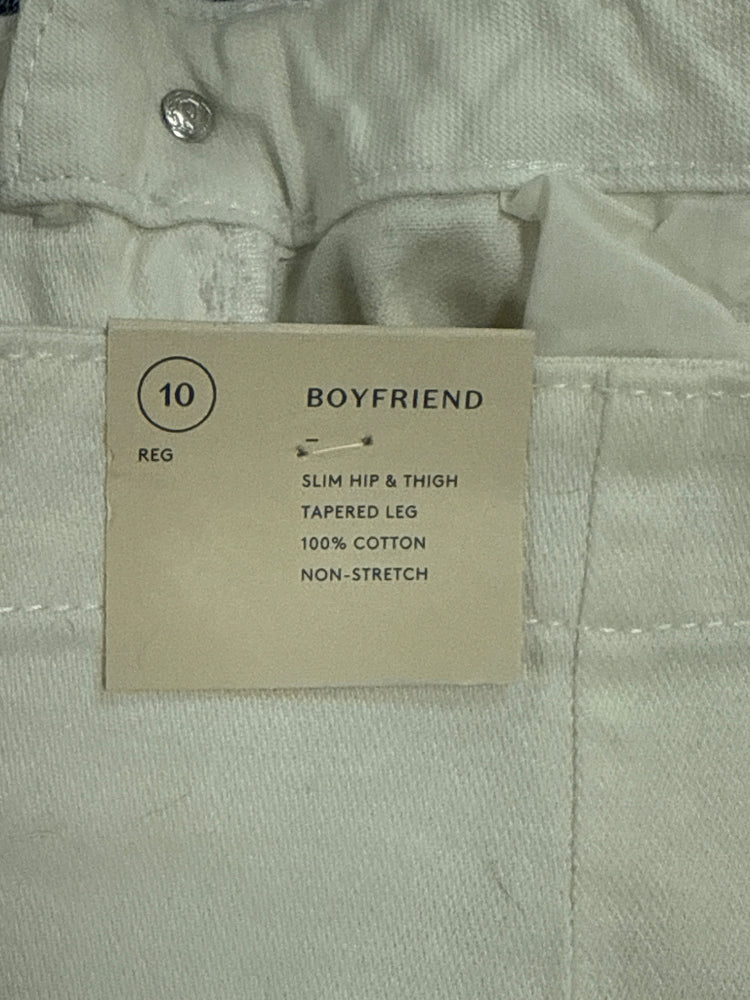 10
REG
BOYFRIEND
–
SLIM HIP & THIGH
TAPERED LEG
100% COTTON
NON-STRETCH